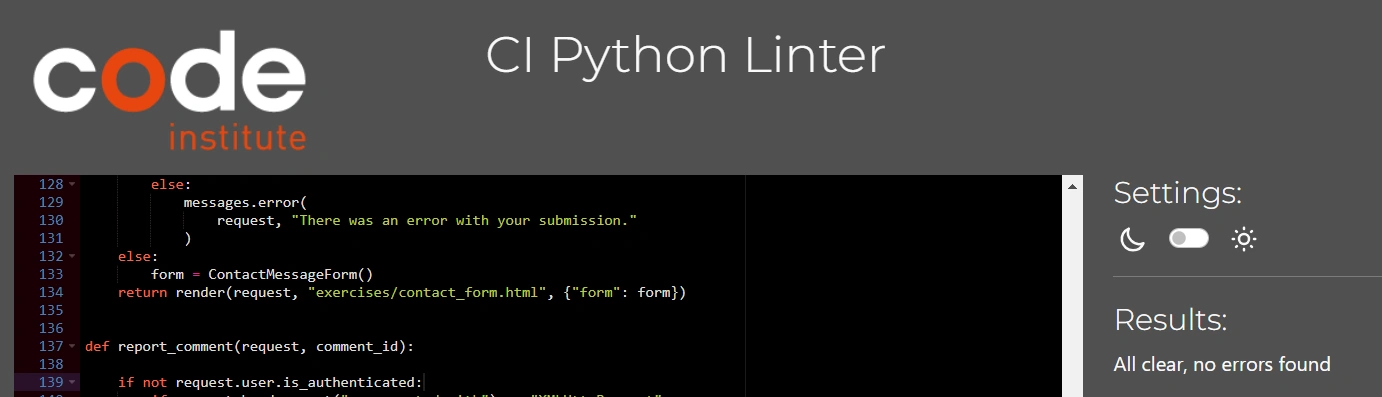 code
institute
CI Python Linter
128 else:
129 messages.error(
130 request, "There was an error with your submission."
131 )
132 else:
133 form = ContactMessageForm()
134 return render(request, "exercises/contact_form.html", {"form": form})
135
136
137 def report_comment(request, comment_id):
138
139 if not request.user.is_authenticated:
Settings:
Results:
All clear, no errors found